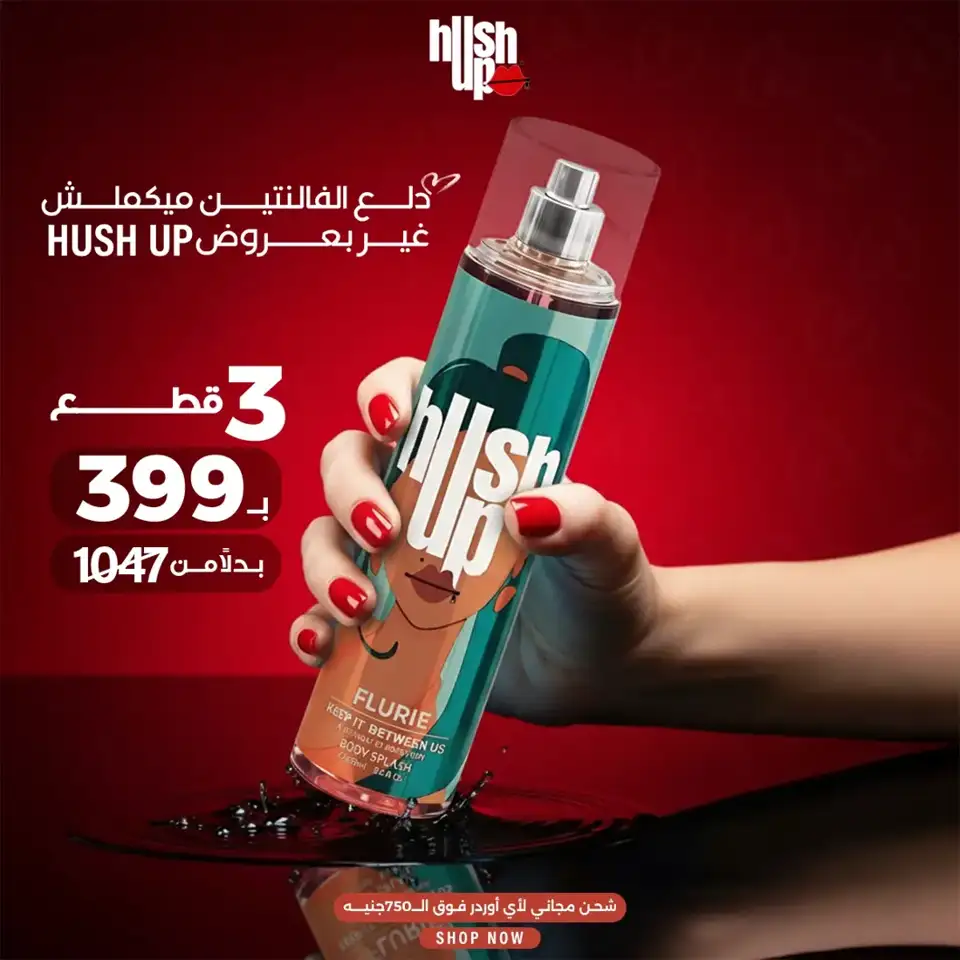 hush
up
دلع الفالنتين ميكملش
غير بعروض HUSH UP
3 قطع
بـ 399
بدلًا من 1047
hush
up
FLURIE
KEEP IT BETWEEN US
BODY SPLASH
شحن مجاني لأي أوردر فوق الـ750جنيه
SHOP NOW